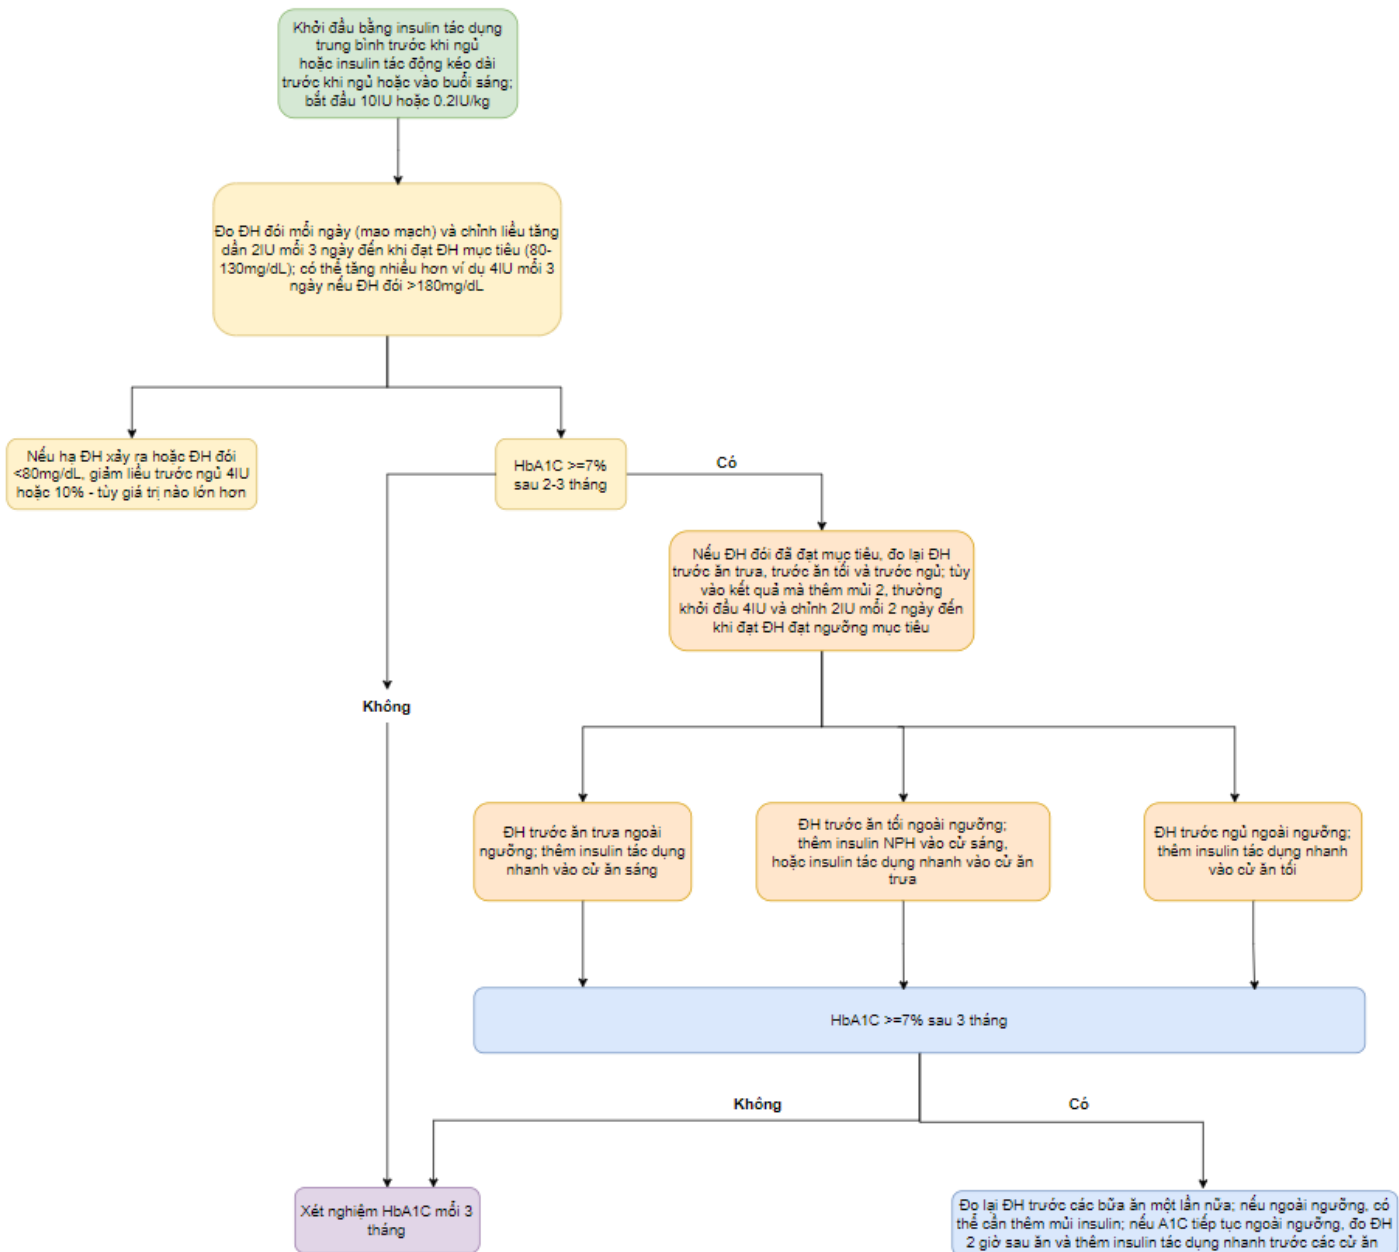 Khởi đầu bằng insulin tác dụng
trung bình trước khi ngủ
hoặc insulin tác động kéo dài
trước khi ngủ hoặc vào buổi sáng;
bắt đầu 10IU hoặc 0.2IU/kg
Đo ĐH đói mỗi ngày (mao mạch) và chỉnh liều tăng
dần 2IU mỗi 3 ngày đến khi đạt ĐH mục tiêu (80-
130mg/dL); có thể tăng nhiều hơn ví dụ 4IU mỗi 3
ngày nếu ĐH đói >180mg/dL
Nếu hạ ĐH xảy ra hoặc ĐH đói
<80mg/dL, giảm liều trước ngủ 4IU
hoặc 10% - tùy giá trị nào lớn hơn
HbA1C >=7%
sau 2-3 tháng
Có
Nếu ĐH đói đã đạt mục tiêu, đo lại ĐH
trước ăn trưa, trước ăn tối và trước ngủ; tùy
vào kết quả mà thêm mũi 2, thường
khởi đầu 4IU và chỉnh 2IU mỗi 2 ngày đến
khi đạt ĐH đạt ngưỡng mục tiêu
Không
ĐH trước ăn trưa ngoài
ngưỡng; thêm insulin tác dụng
nhanh vào cử ăn sáng
ĐH trước ăn tối ngoài ngưỡng;
thêm insulin NPH vào cử sáng,
hoặc insulin tác dụng nhanh vào cử ăn
trưa
ĐH trước ngủ ngoài ngưỡng;
thêm insulin tác dụng nhanh
vào cử ăn tối
HbA1C >=7% sau 3 tháng
Không
Có
Xét nghiệm HbA1C mỗi 3
tháng
Đo lại ĐH trước các bữa ăn một lần nữa; nếu ngoài ngưỡng, có
thể cần thêm mũi insulin; nếu A1C tiếp tục ngoài ngưỡng, đo ĐH
2 giờ sau ăn và thêm insulin tác dụng nhanh trước các cử ăn